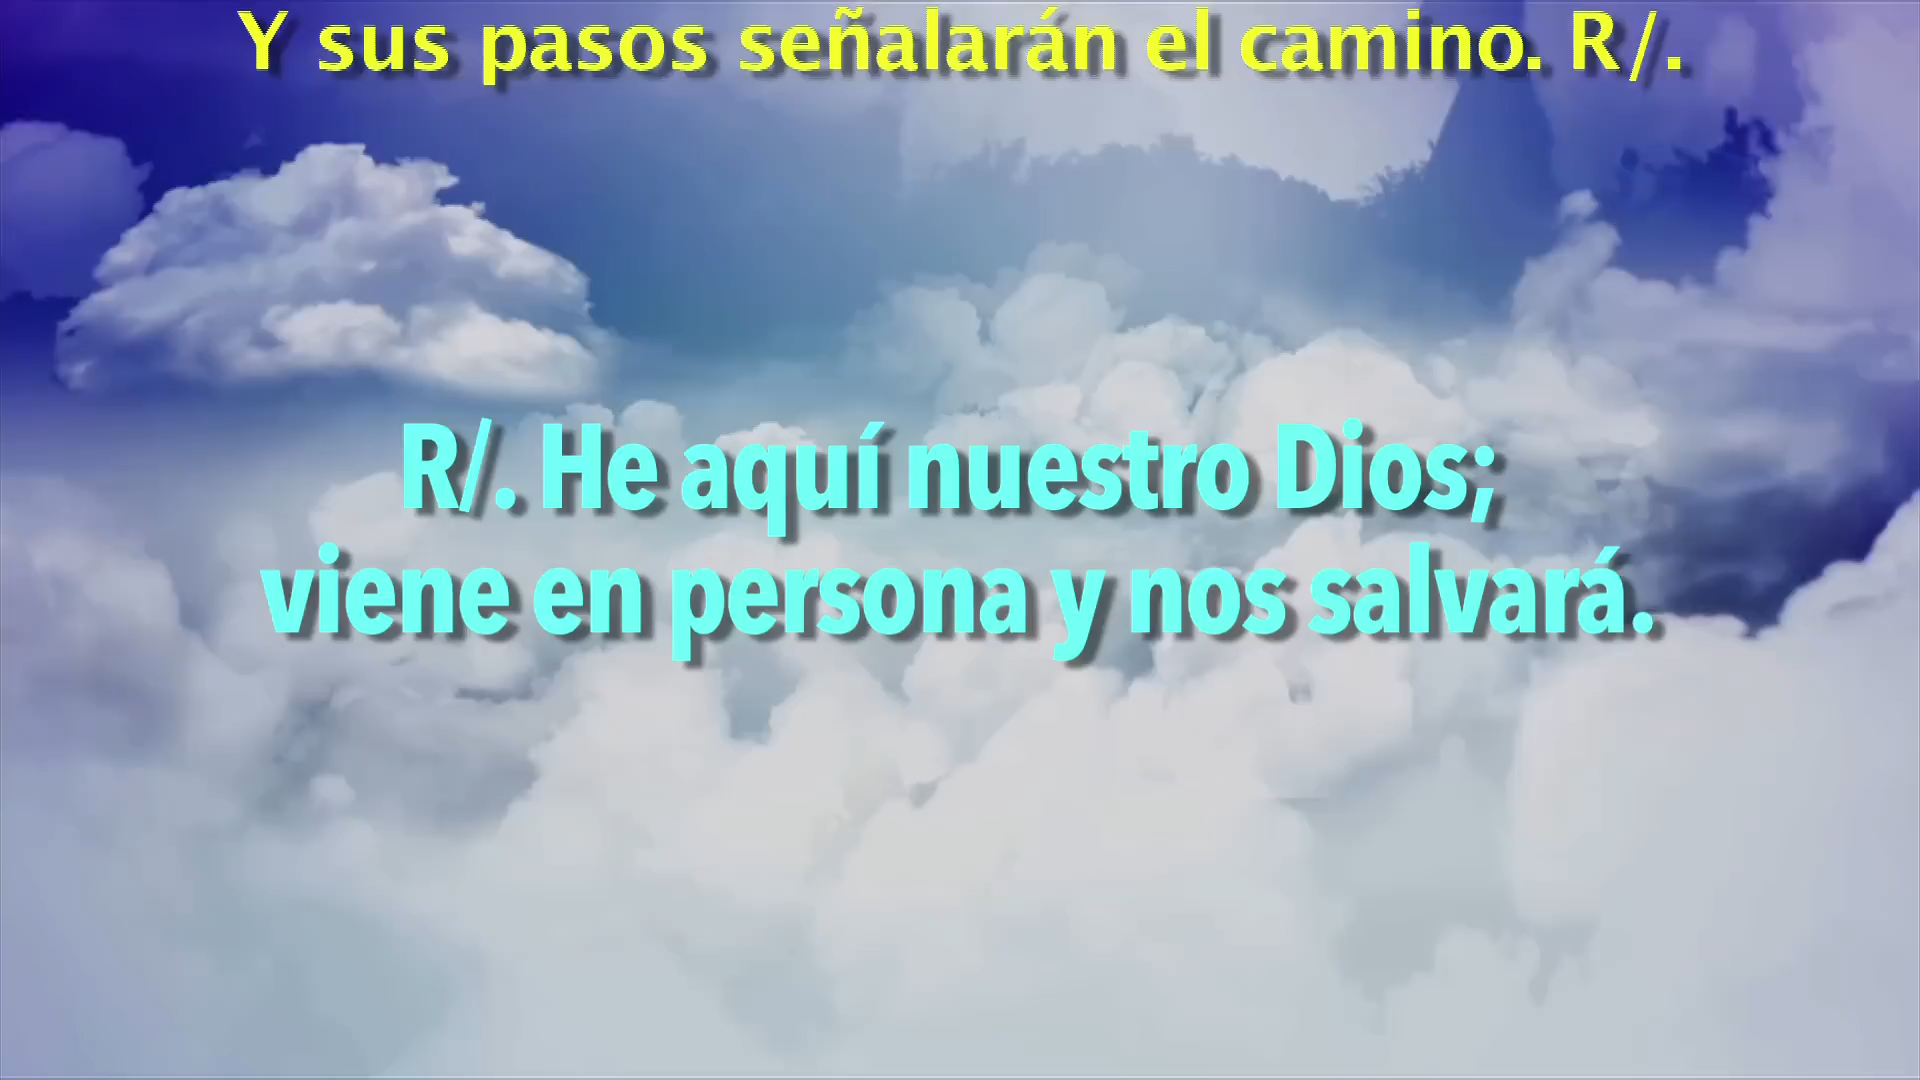 Y sus pasos señalarán el camino. R/.
R/. He aquí nuestro Dios;
viene en persona y nos salvará.